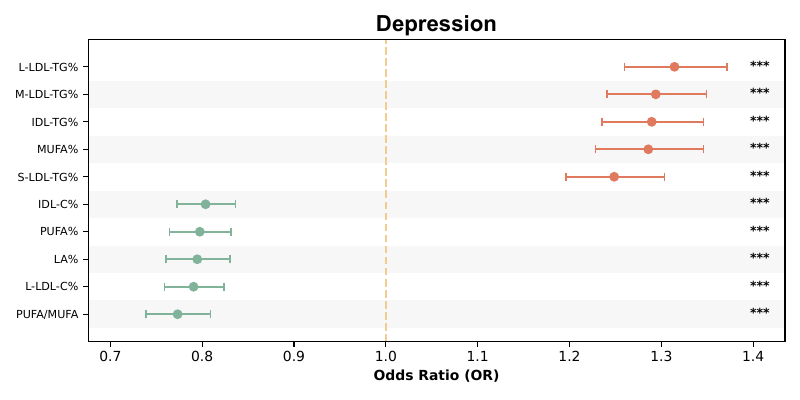 Depression
L-LDL-TG% ***
M-LDL-TG% ***
IDL-TG% ***
MUFA% ***
S-LDL-TG% ***
IDL-C% ***
PUFA% ***
LA% ***
L-LDL-C% ***
PUFA/MUFA ***
0.7 0.8 0.9 1.0 1.1 1.2 1.3 1.4
Odds Ratio (OR)